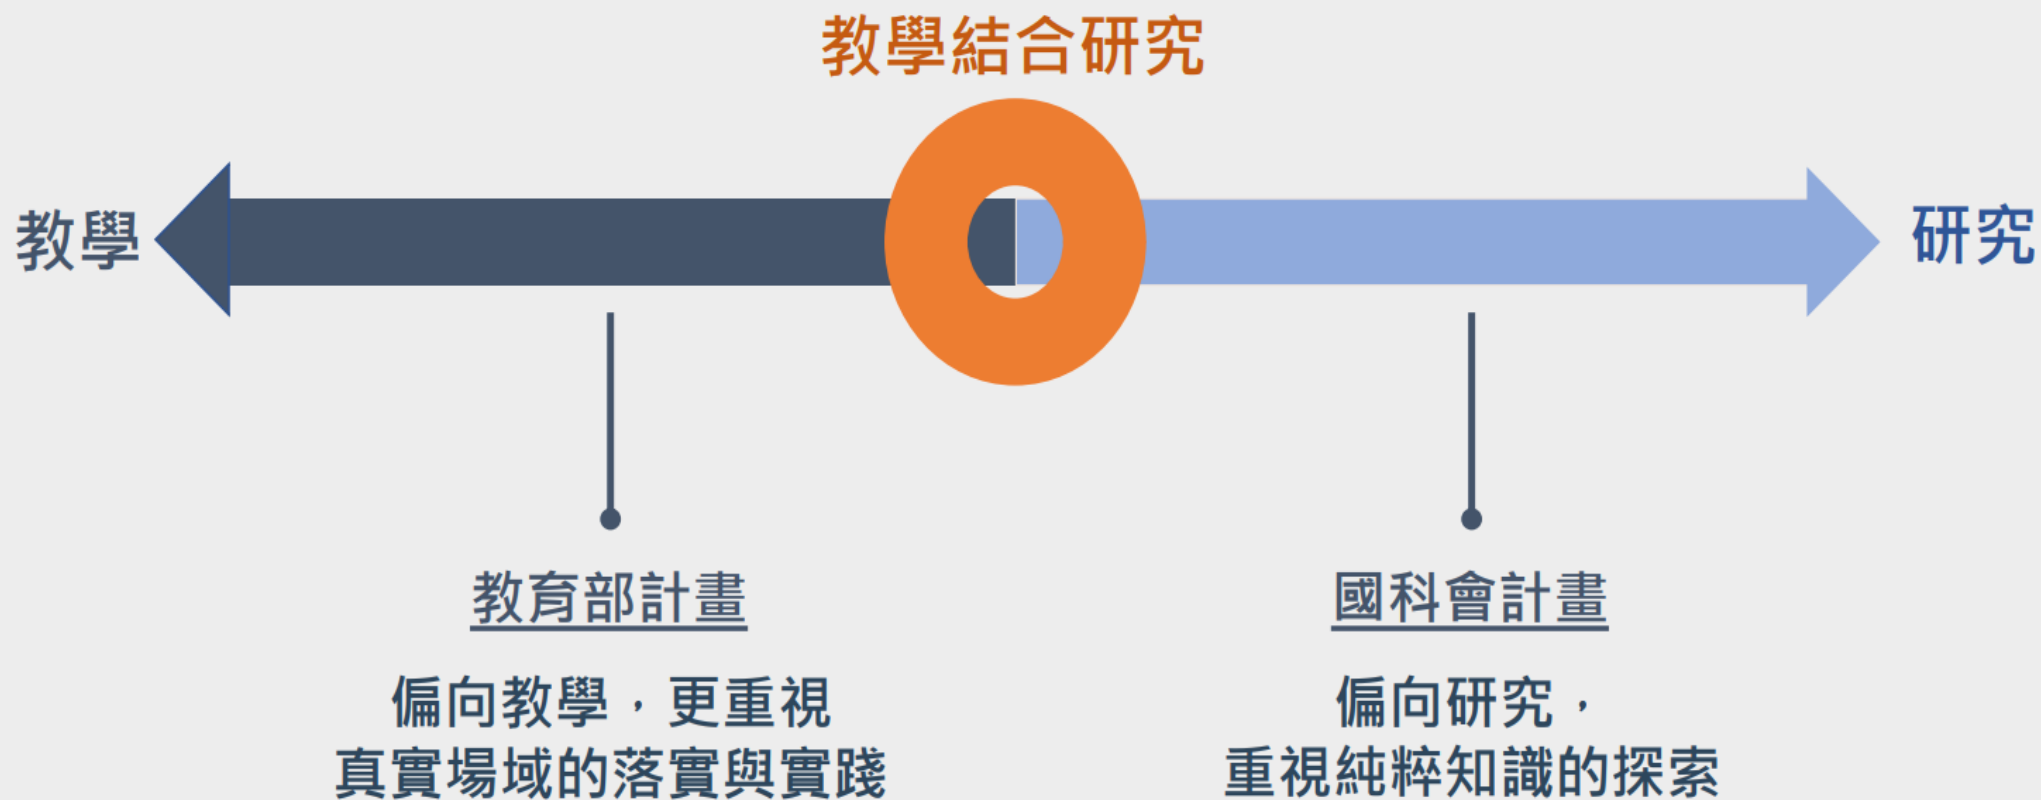 教學結合研究
教學
研究
教育部計畫
偏向教學，更重視
真實場域的落實與實踐
國科會計畫
偏向研究，
重視純粹知識的探索